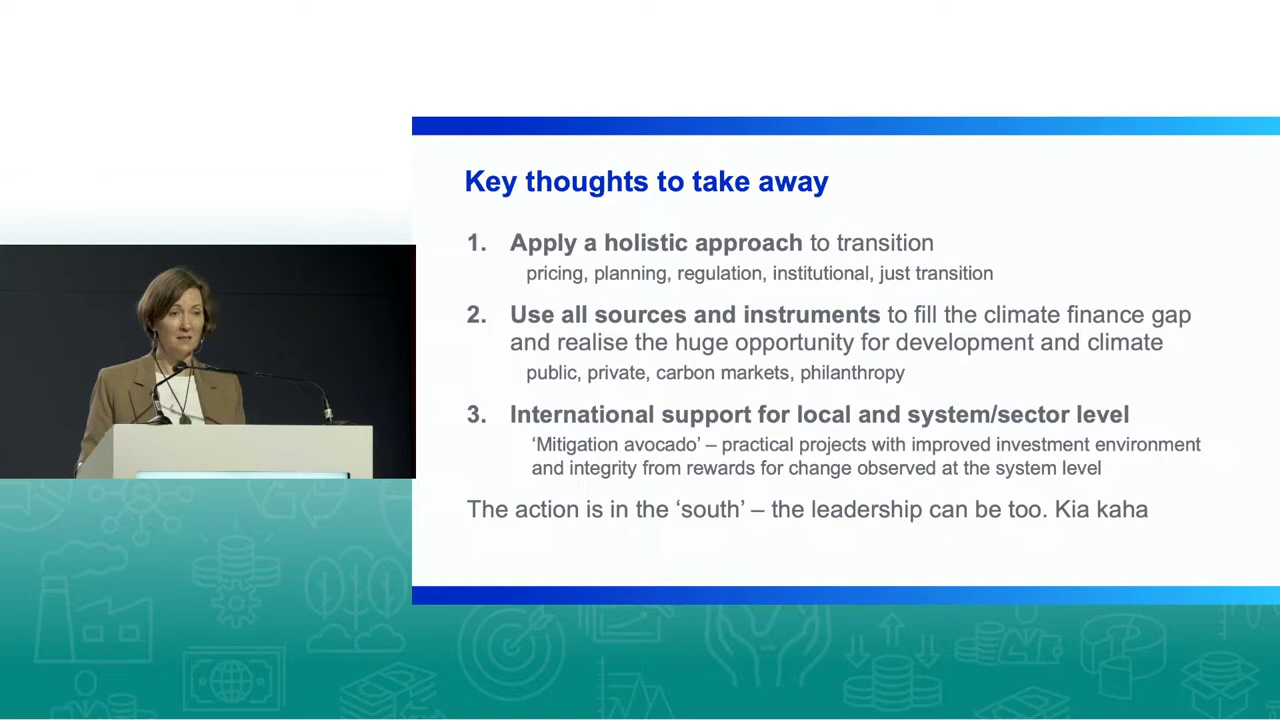 Key thoughts to take away
1. Apply a holistic approach to transition
pricing, planning, regulation, institutional, just transition
2. Use all sources and instruments to fill the climate finance gap
and realise the huge opportunity for development and climate
public, private, carbon markets, philanthropy
3. International support for local and system/sector level
‘Mitigation avocado’ – practical projects with improved investment environment
and integrity from rewards for change observed at the system level
The action is in the ‘south’ – the leadership can be too. Kia kaha